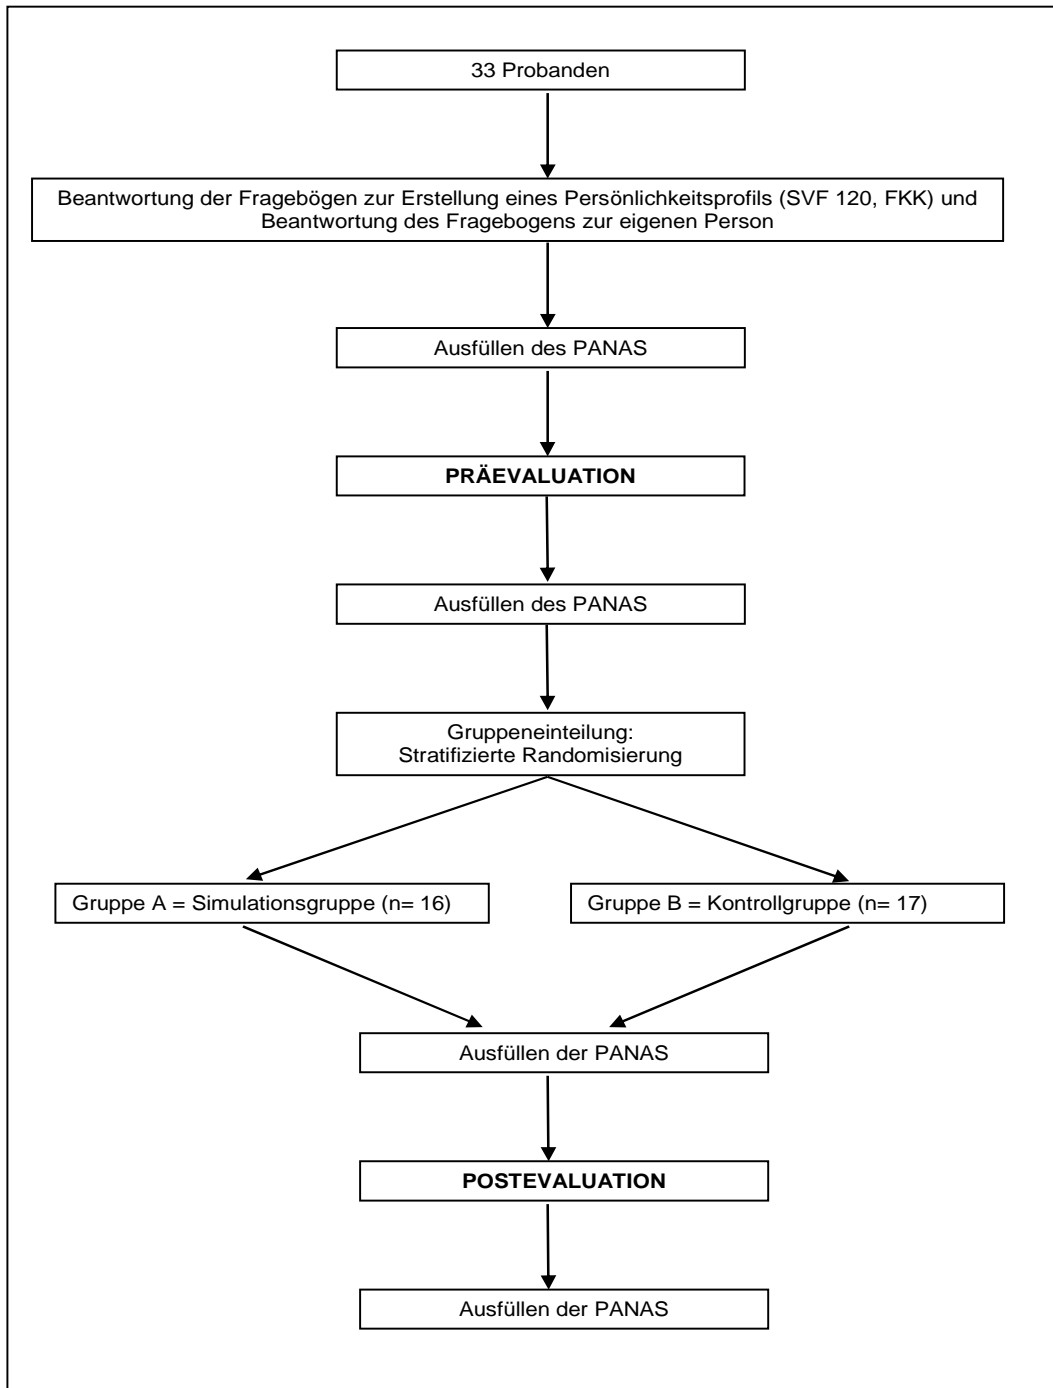 33 Probanden
Beantwortung der Fragebögen zur Erstellung eines Persönlichkeitsprofils (SVF 120, FKK) und
Beantwortung des Fragebogens zur eigenen Person
Ausfüllen des PANAS
PRÄEVALUATION
Ausfüllen des PANAS
Gruppeneinteilung:
Stratifizierte Randomisierung
Gruppe A = Simulationsgruppe (n= 16)
Gruppe B = Kontrollgruppe (n= 17)
Ausfüllen der PANAS
POSTEVALUATION
Ausfüllen der PANAS